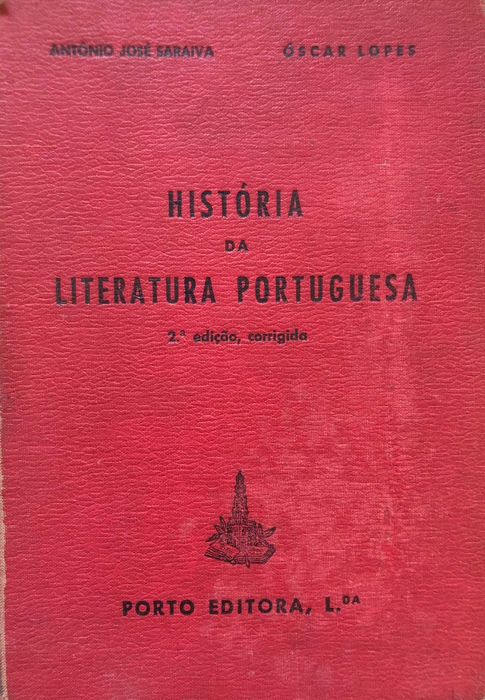 ANTÓNIO JOSÉ SARAIVA ÓSCAR LOPES
HISTÓRIA
DA
LITERATURA PORTUGUESA
2.ª edição, corrigida
PORTO EDITORA, L.DA